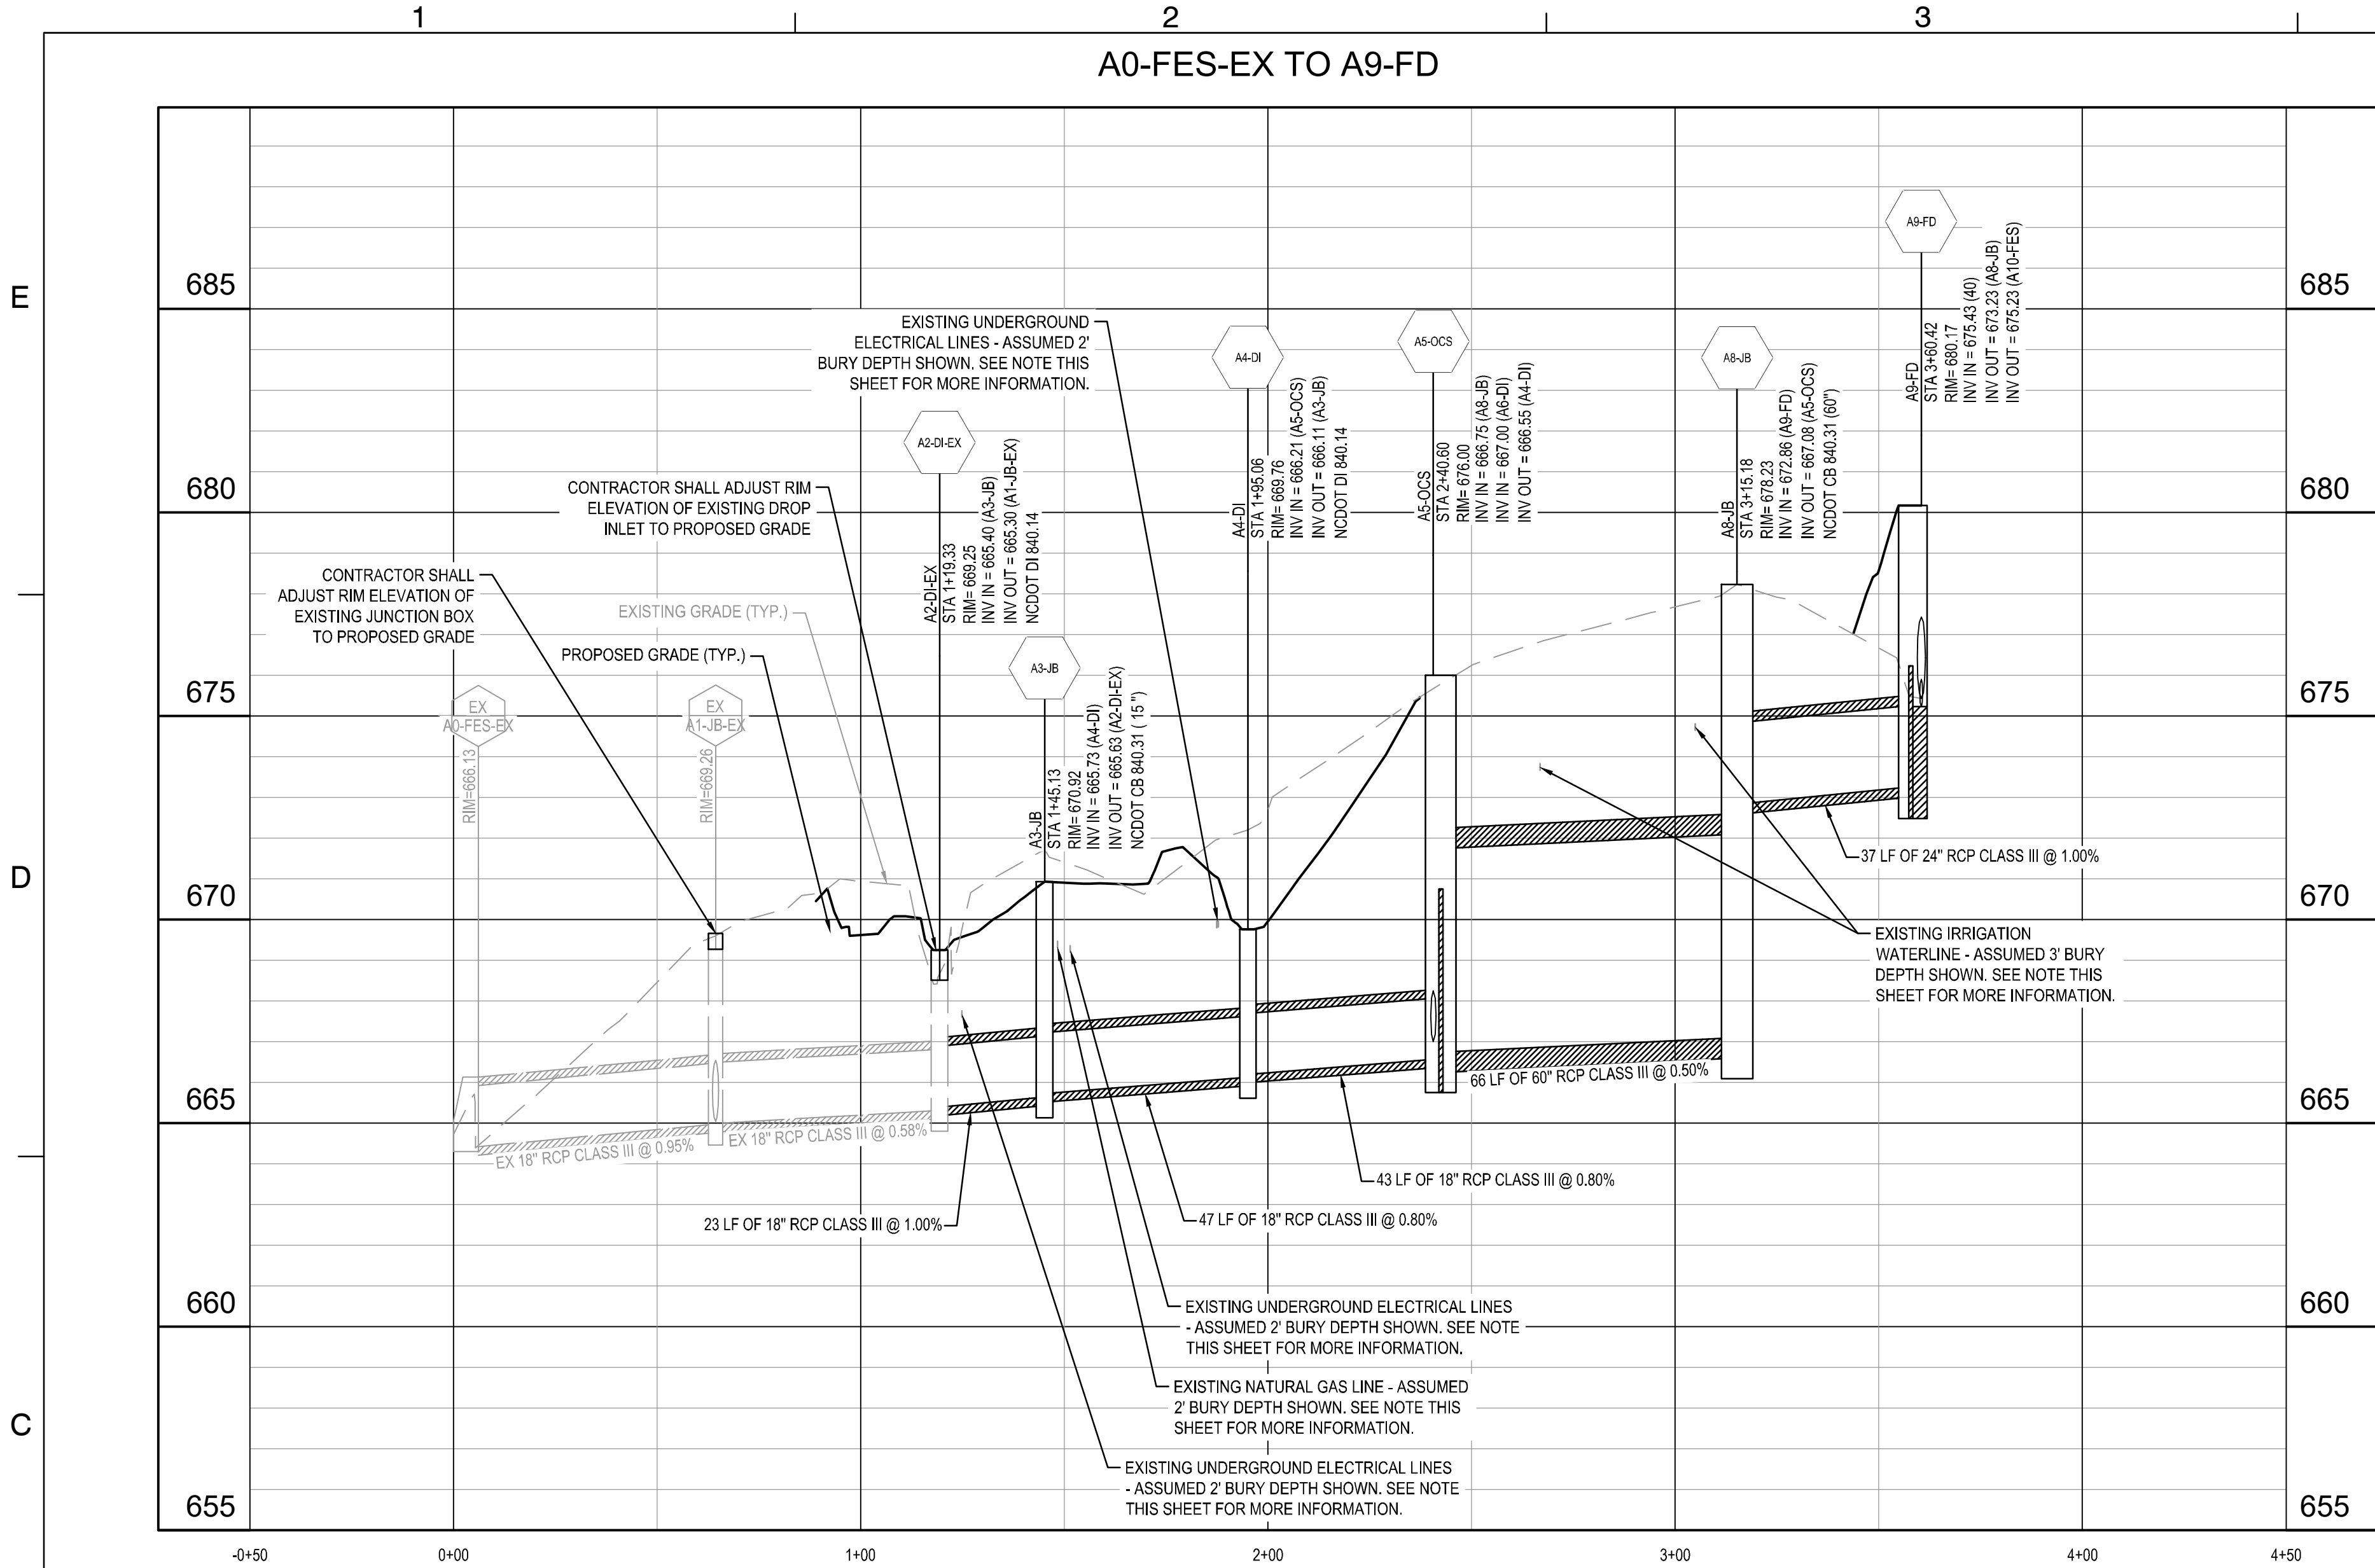 1
2
3
A0-FES-EX TO A9-FD
E
D
C
685
680
675
670
665
660
655
685
680
675
670
665
660
655
CONTRACTOR SHALL
ADJUST RIM ELEVATION OF
EXISTING JUNCTION BOX
TO PROPOSED GRADE
CONTRACTOR SHALL ADJUST RIM
ELEVATION OF EXISTING DROP
INLET TO PROPOSED GRADE
EXISTING UNDERGROUND
ELECTRICAL LINES - ASSUMED 2'
BURY DEPTH SHOWN. SEE NOTE THIS
SHEET FOR MORE INFORMATION.
EXISTING GRADE (TYP.)
PROPOSED GRADE (TYP.)
EX
A0-FES-EX
RIM=666.13
EX
A1-JB-EX
RIM=669.26
A2-DI-EX
A2-DI-EX
STA 1+19.33
RIM= 669.25
INV IN = 665.40 (A3-JB)
INV OUT = 665.30 (A1-JB-EX)
NCDOT DI 840.14
A3-JB
A3-JB
STA 1+45.13
RIM= 670.92
INV IN = 665.73 (A4-DI)
INV OUT = 665.63 (A2-DI-EX)
NCDOT CB 840.31 ( 15 ")
A4-DI
A4-DI
STA 1+95.06
RIM= 669.76
INV IN = 666.21 (A5-OCS)
INV OUT = 666.11 (A3-JB)
NCDOT DI 840.14
A5-OCS
A5-OCS
STA 2+40.60
RIM= 676.00
INV IN = 666.75 (A8-JB)
INV IN = 667.00 (A6-DI)
INV OUT = 666.55 (A4-DI)
A8-JB
A8-JB
STA 3+15.18
RIM= 678.23
INV IN = 672.86 (A9-FD)
INV OUT = 667.08 (A5-OCS)
NCDOT CB 840.31 (60")
A9-FD
A9-FD
STA 3+60.42
RIM= 680.17
INV IN = 675.43 (40)
INV OUT = 673.23 (A8-JB)
INV OUT = 675.23 (A10-FES)
37 LF OF 24" RCP CLASS III @ 1.00%
EXISTING IRRIGATION
WATERLINE - ASSUMED 3' BURY
DEPTH SHOWN. SEE NOTE THIS
SHEET FOR MORE INFORMATION.
66 LF OF 60" RCP CLASS III @ 0.50%
EX 18" RCP CLASS III @ 0.95%
EX 18" RCP CLASS III @ 0.58%
43 LF OF 18" RCP CLASS III @ 0.80%
23 LF OF 18" RCP CLASS III @ 1.00%
47 LF OF 18" RCP CLASS III @ 0.80%
EXISTING UNDERGROUND ELECTRICAL LINES
- ASSUMED 2' BURY DEPTH SHOWN. SEE NOTE
THIS SHEET FOR MORE INFORMATION.
EXISTING NATURAL GAS LINE - ASSUMED
2' BURY DEPTH SHOWN. SEE NOTE THIS
SHEET FOR MORE INFORMATION.
EXISTING UNDERGROUND ELECTRICAL LINES
- ASSUMED 2' BURY DEPTH SHOWN. SEE NOTE
THIS SHEET FOR MORE INFORMATION.
-0+50
0+00
1+00
2+00
3+00
4+00
4+50